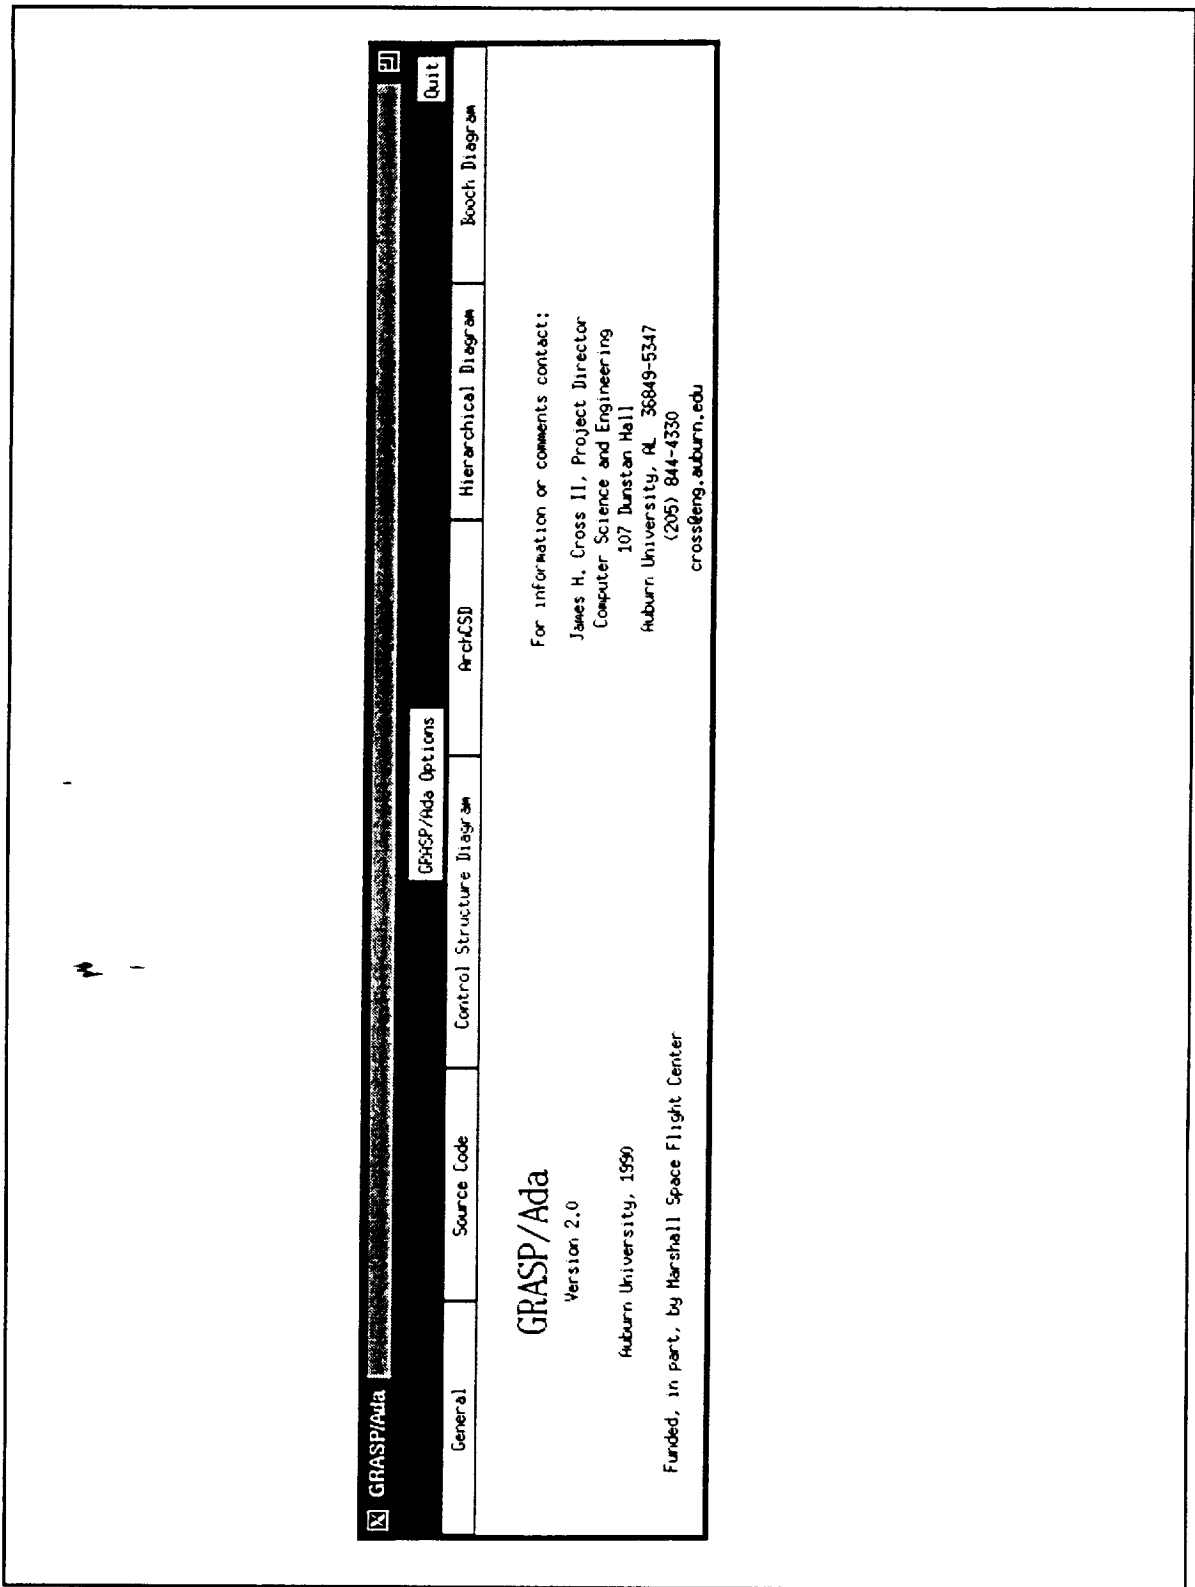 GRASP/Ada
GRASP/Ada Options
Quit
General
Source Code
Control Structure Diagram
ArchCSD
Hierarchical Diagram
Booch Diagram
GRASP/Ada
Version 2.0
Auburn University, 1990
Funded, in part, by Marshall Space Flight Center
For information or comments contact:
James H. Cross II, Project Director
Computer Science and Engineering
107 Dunstan Hall
Auburn University, AL 36849-5347
(205) 844-4330
cross@eng.auburn.edu